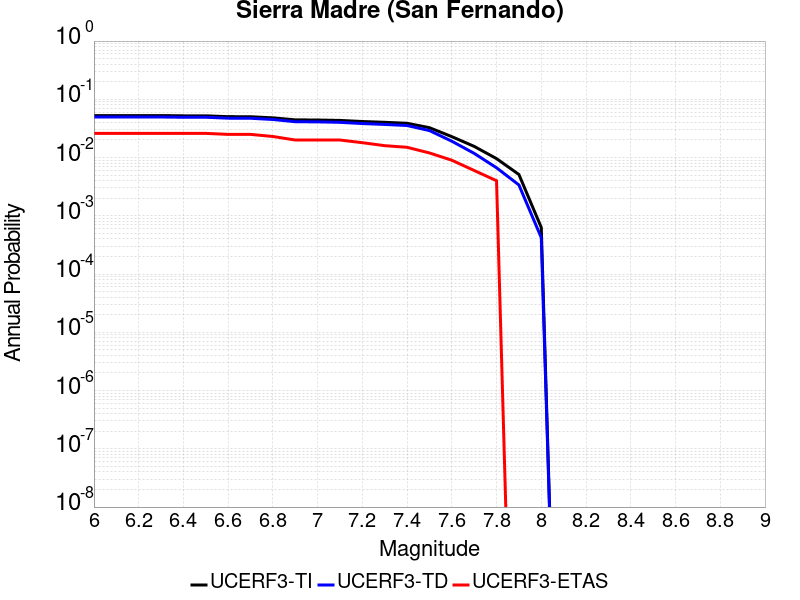 Sierra Madre (San Fernando)
10^0
10^-1
10^-2
10^-3
10^-4
10^-5
10^-6
10^-7
10^-8
Annual Probability
6 6.2 6.4 6.6 6.8 7 7.2 7.4 7.6 7.8 8 8.2 8.4 8.6 8.8 9
Magnitude
UCERF3-TI UCERF3-TD UCERF3-ETAS